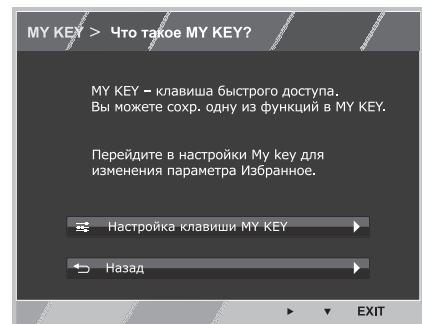 MY KEY > Что такое MY KEY?
MY KEY – клавиша быстрого доступа.
Вы можете сохр. одну из функций в MY KEY.
Перейдите в настройки My key для
изменения параметра Избранное.
Настройка клавиши MY KEY
Назад
EXIT